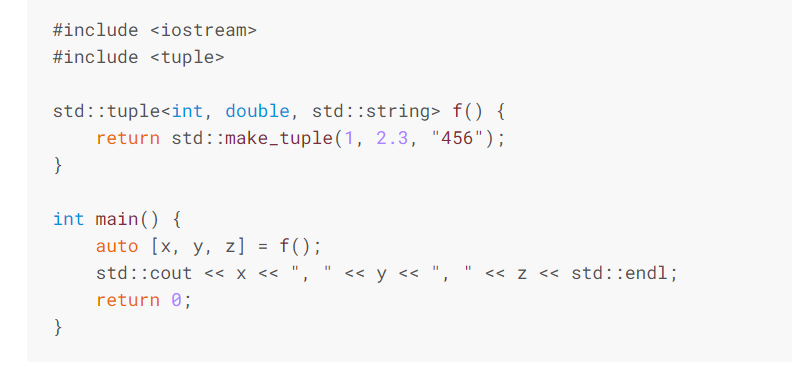 #include <iostream>
#include <tuple>
std::tuple<int, double, std::string> f() {
    return std::make_tuple(1, 2.3, "456");
}
int main() {
    auto [x, y, z] = f();
    std::cout << x << ", " << y << ", " << z << std::endl;
    return 0;
}